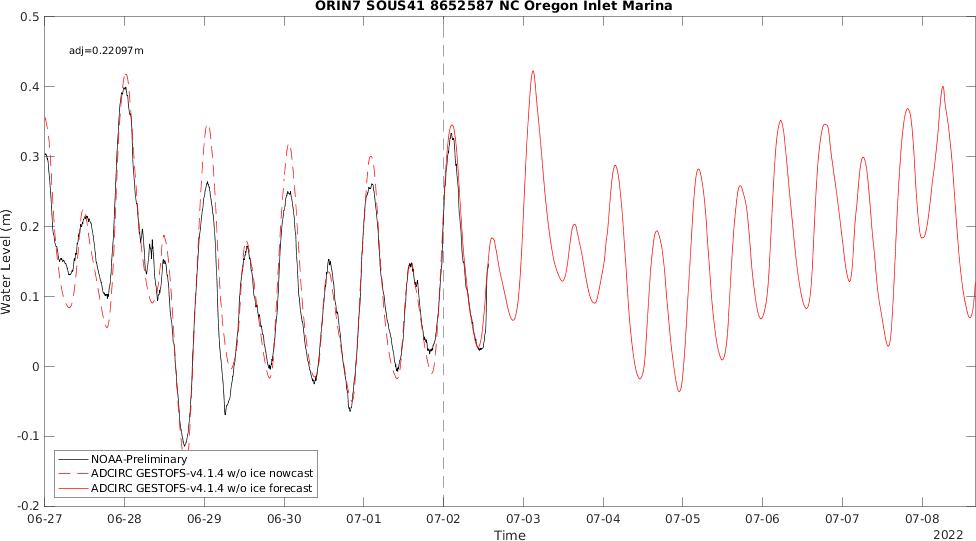 ORIN7 SOUS41 8652587 NC Oregon Inlet Marina
adj=0.22097m
Water Level (m)
0.5
0.4
0.3
0.2
0.1
0
-0.1
-0.2
NOAA-Preliminary
ADCIRC GESTOFS-v4.1.4 w/o ice nowcast
ADCIRC GESTOFS-v4.1.4 w/o ice forecast
06-27 06-28 06-29 06-30 07-01 07-02 07-03 07-04 07-05 07-06 07-07 07-08
Time
2022